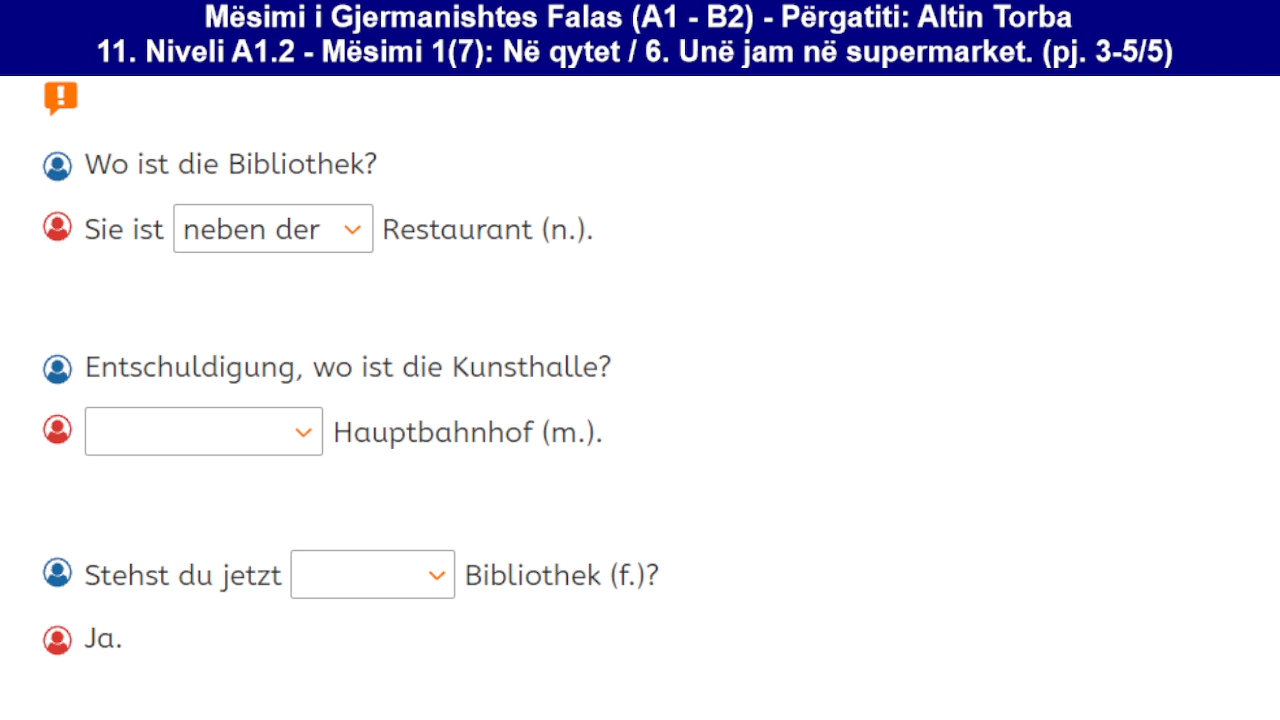 Mësimi i Gjermanishtes Falas (A1 - B2) - Përgatiti: Altin Torba
11. Niveli A1.2 - Mësimi 1(7): Në qytet / 6. Unë jam në supermarket. (pj. 3-5/5)
Wo ist die Bibliothek?
Sie ist neben der Restaurant (n.).
Entschuldigung, wo ist die Kunsthalle?
Hauptbahnhof (m.).
Stehst du jetzt Bibliothek (f.)?
Ja.